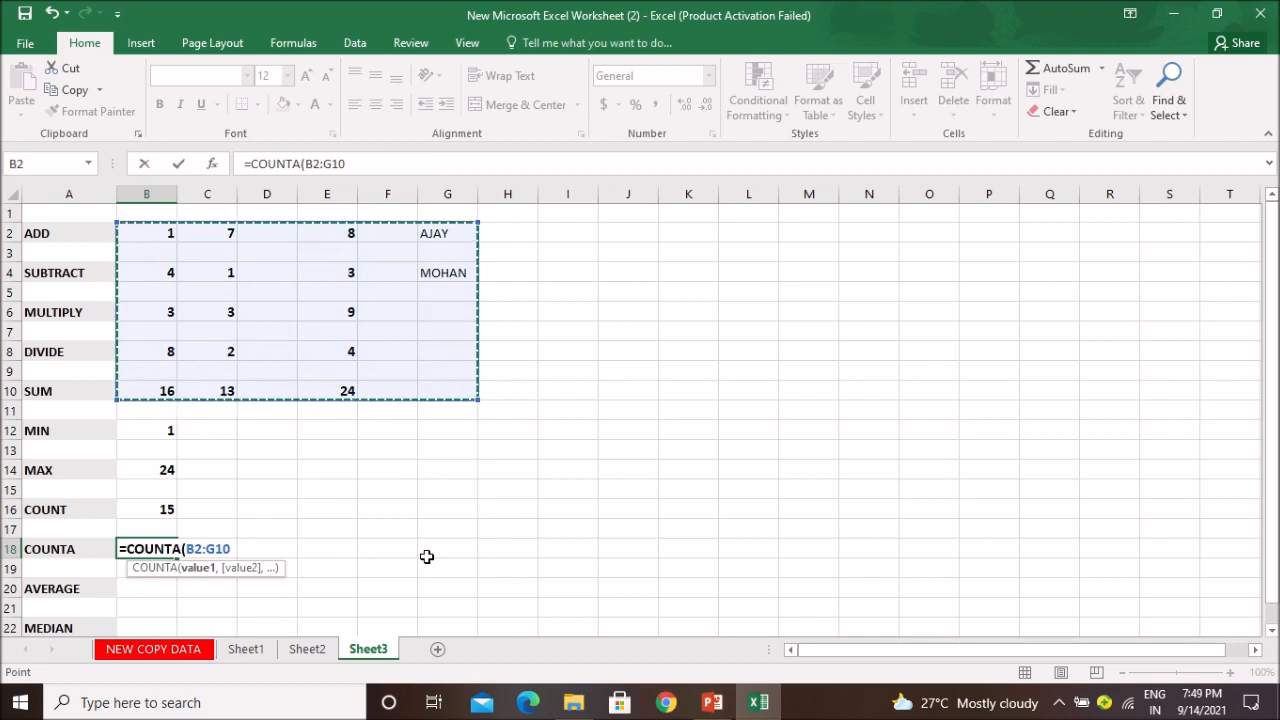 New Microsoft Excel Worksheet (2) - Excel (Product Activation Failed)
File Home Insert Page Layout Formulas Data Review View Tell me what you want to do... Share
Paste Cut Copy Format Painter
12
Wrap Text
Merge & Center
General
$ % ,
Conditional Formatting
Format as Table
Cell Styles
Insert Delete Format
AutoSum
Fill
Clear
Sort & Filter
Find & Select
Clipboard Font Alignment Number Styles Cells Editing
B2 =COUNTA(B2:G10
A B C D E F G H I J K L M N O P Q R S T
1
2 ADD 1 7 8 AJAY
3
4 SUBTRACT 4 1 3 MOHAN
5
6 MULTIPLY 3 3 9
7
8 DIVIDE 8 2 4
9
10 SUM 16 13 24
11
12 MIN 1
13
14 MAX 24
15
16 COUNT 15
17
18 COUNTA =COUNTA(B2:G10
19 COUNTA(value1, [value2], ...)
20 AVERAGE
21
22 MEDIAN
NEW COPY DATA Sheet1 Sheet2 Sheet3
Point 100%
Type here to search 27°C Mostly cloudy ENG IN 7:49 PM 9/14/2021